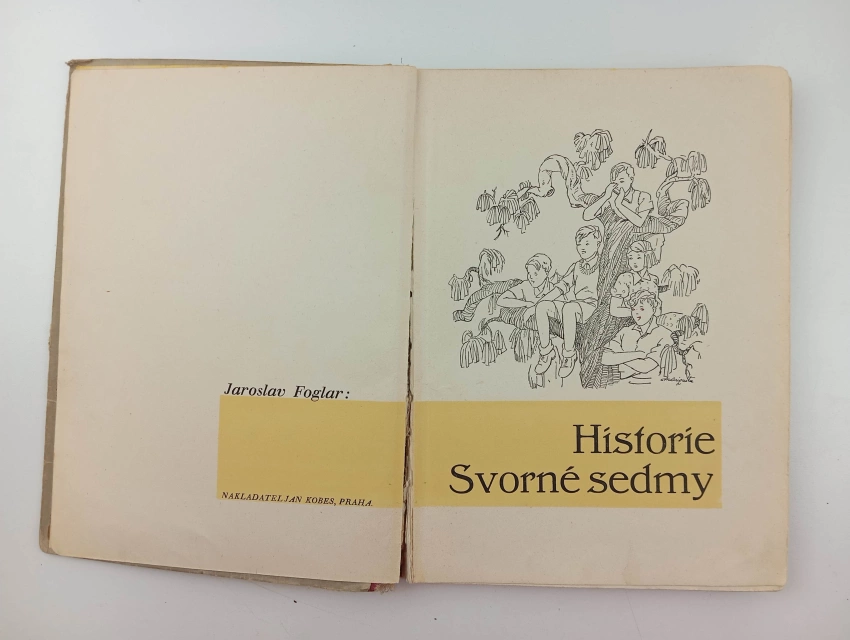 Jaroslav Foglar:
NAKLADATEL JAN KOBES, PRAHA.
Historie
Svorné sedmy